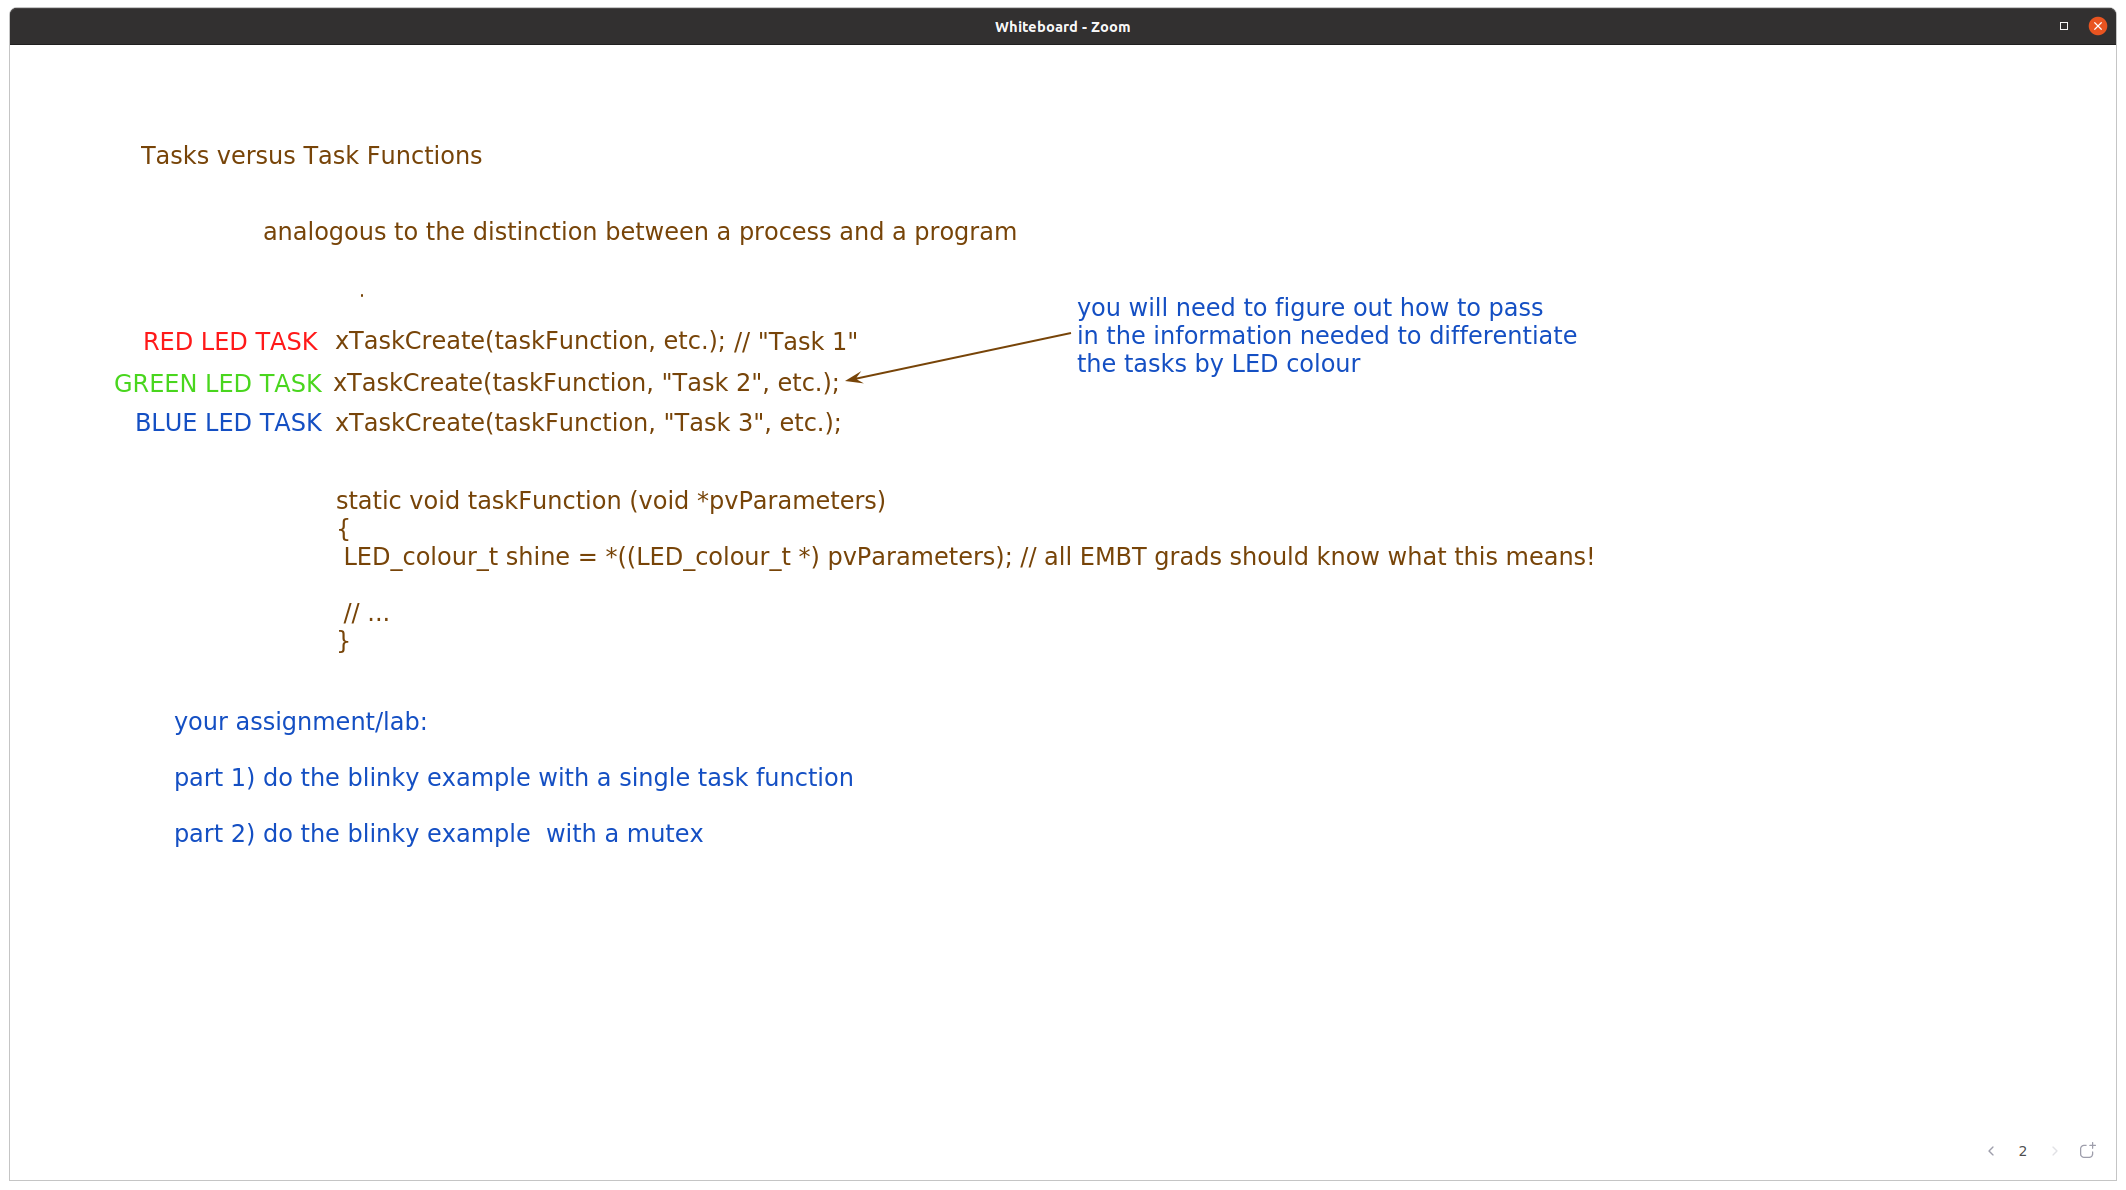 Whiteboard - Zoom
Tasks versus Task Functions
analogous to the distinction between a process and a program
.
you will need to figure out how to pass
in the information needed to differentiate
the tasks by LED colour
RED LED TASK xTaskCreate(taskFunction, etc.); // "Task 1"
GREEN LED TASK xTaskCreate(taskFunction, "Task 2", etc.);
BLUE LED TASK xTaskCreate(taskFunction, "Task 3", etc.);
static void taskFunction (void *pvParameters)
{
LED_colour_t shine = *((LED_colour_t *) pvParameters); // all EMBT grads should know what this means!
// ...
}
your assignment/lab:
part 1) do the blinky example with a single task function
part 2) do the blinky example  with a mutex
2